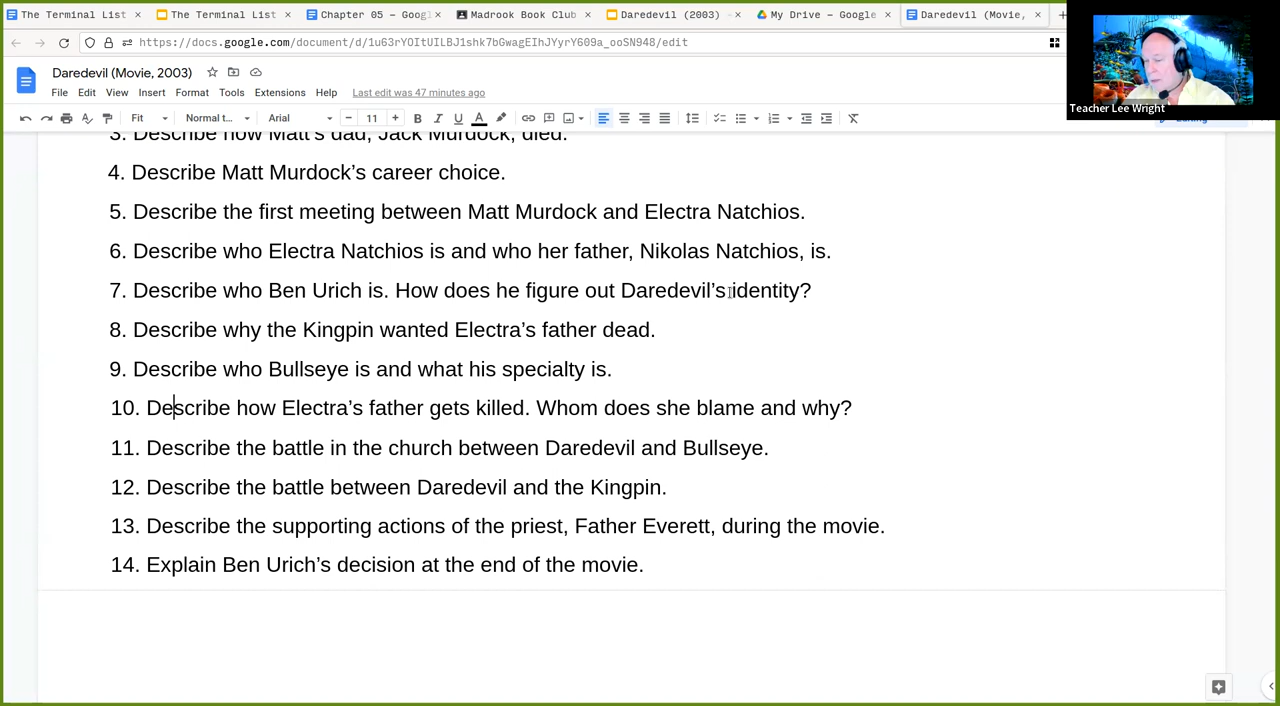 The Terminal List
The Terminal List
Chapter 05 – Goog
Madrook Book Club
Daredevil (2003) -
My Drive – Google
Daredevil (Movie,
https://docs.google.com/document/d/1u63rYOItUILBJ1shk7bGwagEIhJYyrY609a_ooSN948/edit
Daredevil (Movie, 2003)
File Edit View Insert Format Tools Extensions Help Last edit was 47 minutes ago
Teacher Lee Wright
Fit Normal t... Arial 11 B I U A
3. Describe how Matt's dad, Jack Murdock, died.
4. Describe Matt Murdock’s career choice.
5. Describe the first meeting between Matt Murdock and Electra Natchios.
6. Describe who Electra Natchios is and who her father, Nikolas Natchios, is.
7. Describe who Ben Urich is. How does he figure out Daredevil’s identity?
8. Describe why the Kingpin wanted Electra’s father dead.
9. Describe who Bullseye is and what his specialty is.
10. Describe how Electra’s father gets killed. Whom does she blame and why?
11. Describe the battle in the church between Daredevil and Bullseye.
12. Describe the battle between Daredevil and the Kingpin.
13. Describe the supporting actions of the priest, Father Everett, during the movie.
14. Explain Ben Urich’s decision at the end of the movie.